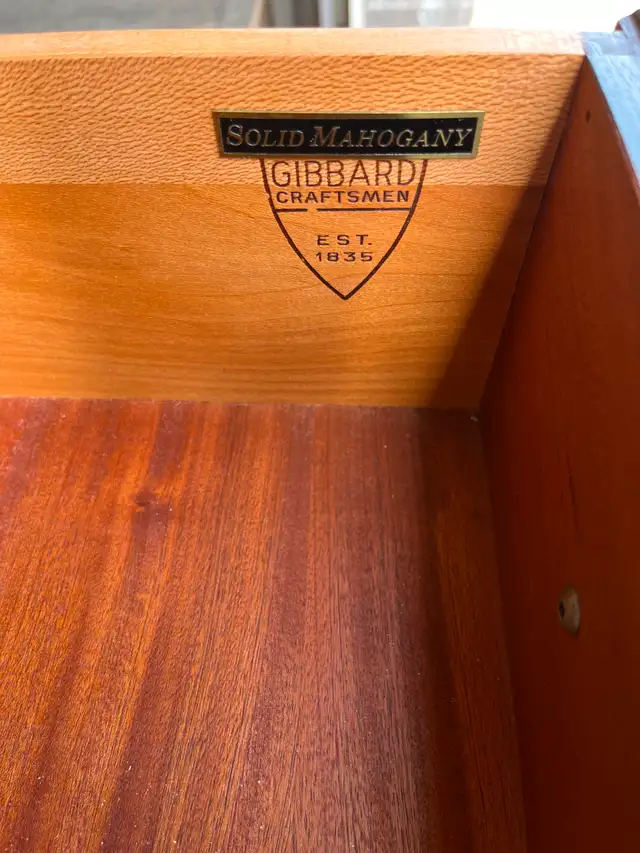 SOLID MAHOGANY
GIBBARD
CRAFTSMEN
EST.
1835